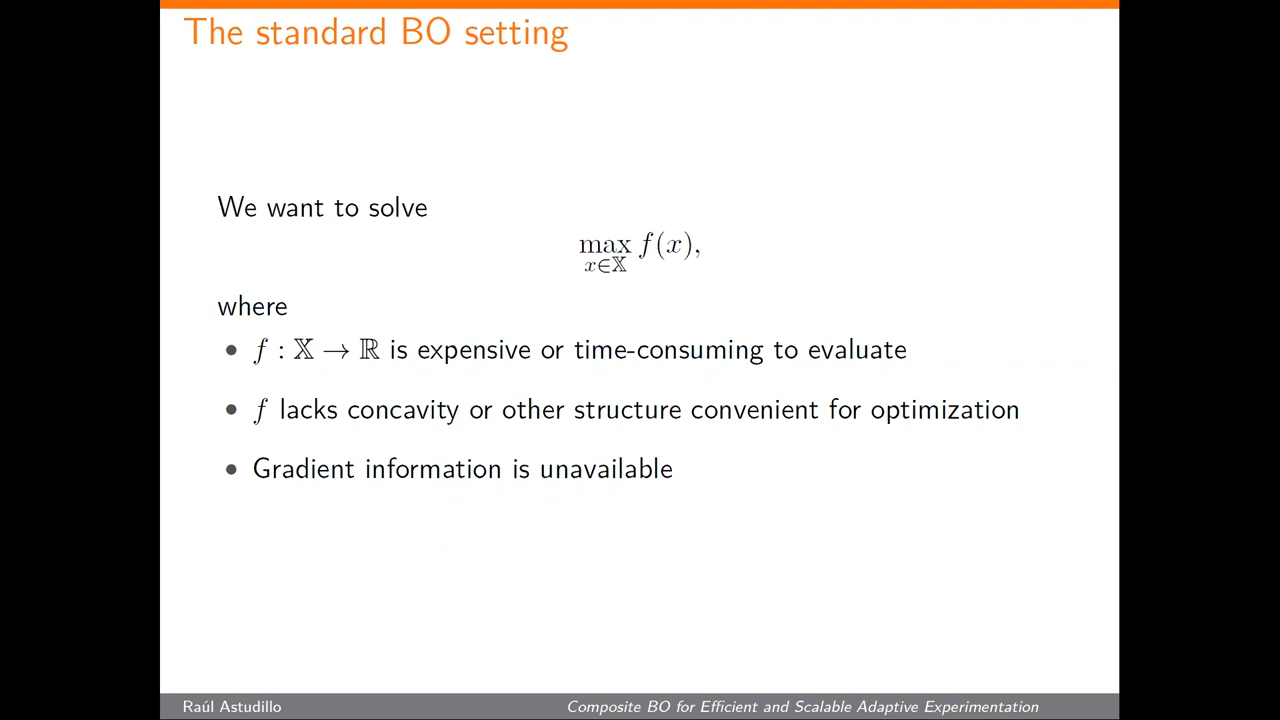 The standard BO setting
We want to solve
max f(x),
x∈𝕏
where
• f : 𝕏 → ℝ is expensive or time-consuming to evaluate
• f lacks concavity or other structure convenient for optimization
• Gradient information is unavailable
Raúl Astudillo
Composite BO for Efficient and Scalable Adaptive Experimentation